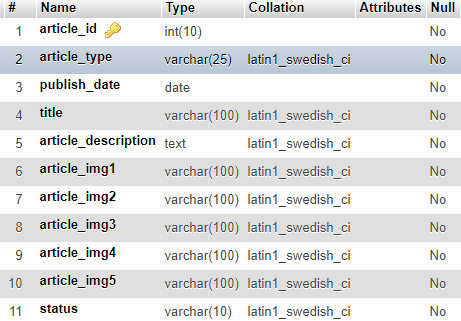 # Name Type Collation Attributes Null
1 article_id int(10) No
2 article_type varchar(25) latin1_swedish_ci No
3 publish_date date No
4 title varchar(100) latin1_swedish_ci No
5 article_description text latin1_swedish_ci No
6 article_img1 varchar(100) latin1_swedish_ci No
7 article_img2 varchar(100) latin1_swedish_ci No
8 article_img3 varchar(100) latin1_swedish_ci No
9 article_img4 varchar(100) latin1_swedish_ci No
10 article_img5 varchar(100) latin1_swedish_ci No
11 status varchar(10) latin1_swedish_ci No